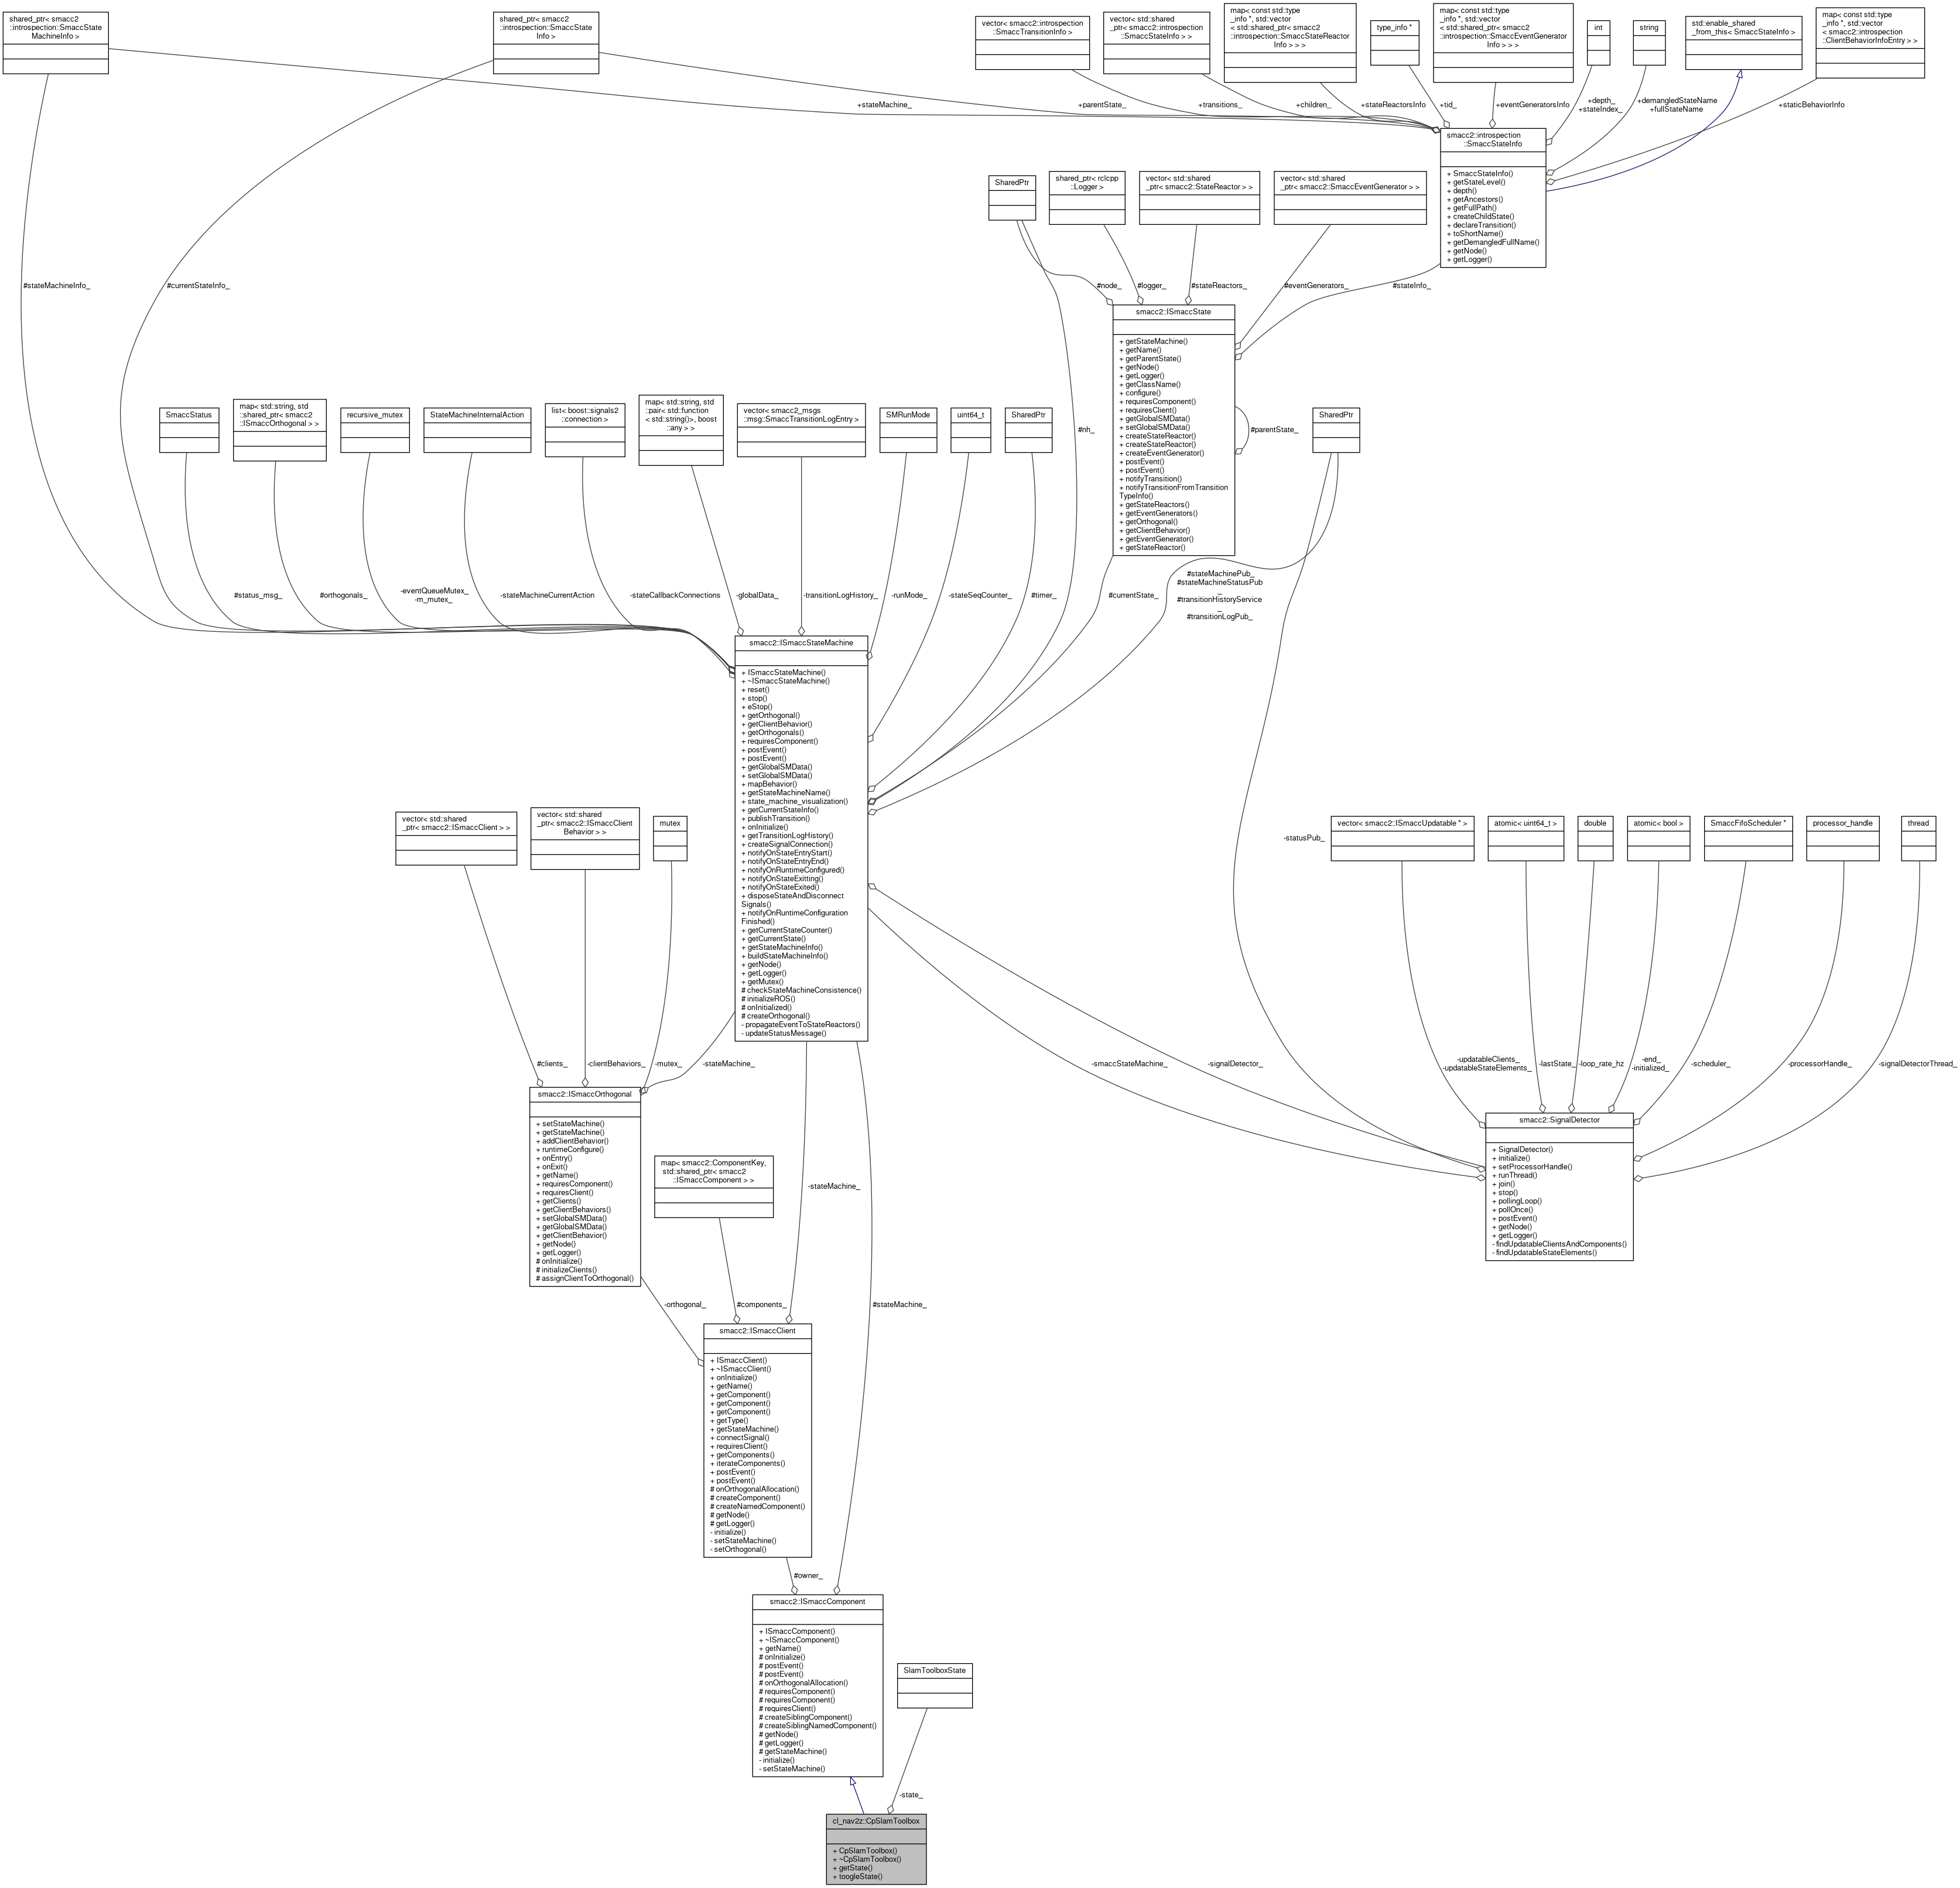 shared_ptr< smacc2
::introspection::SmaccState
MachineInfo >
shared_ptr< smacc2
::introspection::SmaccState
Info >
vector< smacc2::introspection
::SmaccTransitionInfo >
vector< std::shared
_ptr< smacc2::introspection
::SmaccStateInfo > >
map< const std::type
_info *, std::vector
< std::shared_ptr< smacc2
::introspection::SmaccStateReactor
Info > > >
type_info *
map< const std::type
_info *, std::vector
< std::shared_ptr< smacc2
::introspection::SmaccEventGenerator
Info > > >
int
string
std::enable_shared
_from_this< SmaccStateInfo >
map< const std::type
_info *, std::vector
< smacc2::introspection
::ClientBehaviorInfoEntry > >
+stateMachine_
+parentState_
+transitions_
+children_
+stateReactorsInfo
+tid_
+eventGeneratorsInfo
+depth_
+stateIndex_
+demangledStateName
+fullStateName
+staticBehaviorInfo
smacc2::introspection
::SmaccStateInfo
+ SmaccStateInfo()
+ getStateLevel()
+ depth()
+ getAncestors()
+ getFullPath()
+ createChildState()
+ declareTransition()
+ toShortName()
+ getDemangledFullName()
+ getNode()
+ getLogger()
SharedPtr
shared_ptr< rclcpp
::Logger >
vector< std::shared
_ptr< smacc2::StateReactor > >
vector< std::shared
_ptr< smacc2::SmaccEventGenerator > >
#stateMachineInfo_
#currentStateInfo_
#node_
#logger_
#stateReactors_
#eventGenerators_
#stateInfo_
smacc2::ISmaccState
+ getStateMachine()
+ getName()
+ getParentState()
+ getNode()
+ getLogger()
+ getClassName()
+ configure()
+ requiresComponent()
+ requiresClient()
+ getGlobalSMData()
+ setGlobalSMData()
+ createStateReactor()
+ createStateReactor()
+ createEventGenerator()
+ postEvent()
+ postEvent()
+ notifyTransition()
+ notifyTransitionFromTransition
TypeInfo()
+ getStateReactors()
+ getEventGenerators()
+ getOrthogonal()
+ getClientBehavior()
+ getEventGenerator()
+ getStateReactor()
#parentState_
#nh_
SmaccStatus
map< std::string, std
::shared_ptr< smacc2
::ISmaccOrthogonal > >
recursive_mutex
StateMachineInternalAction
list< boost::signals2
::connection >
map< std::string, std
::pair< std::function
< std::string()>, boost
::any > >
vector< smacc2_msgs
::msg::SmaccTransitionLogEntry >
SMRunMode
uint64_t
SharedPtr
SharedPtr
#status_msg_
#orthogonals_
-eventQueueMutex_
-m_mutex_
-stateMachineCurrentAction
-stateCallbackConnections
-globalData_
-transitionLogHistory_
-runMode_
-stateSeqCounter_
#timer_
#currentState_
#stateMachinePub_
#stateMachineStatusPub
_
#transitionHistoryService
_
#transitionLogPub_
smacc2::ISmaccStateMachine
+ ISmaccStateMachine()
+ ~ISmaccStateMachine()
+ reset()
+ stop()
+ eStop()
+ getOrthogonal()
+ getClientBehavior()
+ getOrthogonals()
+ requiresComponent()
+ postEvent()
+ postEvent()
+ getGlobalSMData()
+ setGlobalSMData()
+ mapBehavior()
+ getStateMachineName()
+ state_machine_visualization()
+ getCurrentStateInfo()
+ publishTransition()
+ onInitialize()
+ getTransitionLogHistory()
+ createSignalConnection()
+ notifyOnStateEntryStart()
+ notifyOnStateEntryEnd()
+ notifyOnRuntimeConfigured()
+ notifyOnStateExitting()
+ notifyOnStateExited()
+ disposeStateAndDisconnect
Signals()
+ notifyOnRuntimeConfiguration
Finished()
+ getCurrentStateCounter()
+ getCurrentState()
+ getStateMachineInfo()
+ buildStateMachineInfo()
+ getNode()
+ getLogger()
+ getMutex()
# checkStateMachineConsistence()
# initializeROS()
# onInitialized()
# createOrthogonal()
- propagateEventToStateReactors()
- updateStatusMessage()
vector< std::shared
_ptr< smacc2::ISmaccClient > >
vector< std::shared
_ptr< smacc2::ISmaccClient
Behavior > >
mutex
-statusPub_
vector< smacc2::ISmaccUpdatable * >
atomic< uint64_t >
double
atomic< bool >
SmaccFifoScheduler *
processor_handle
thread
#clients_
-clientBehaviors_
-mutex_
-stateMachine_
-smaccStateMachine_
-signalDetector_
-updatableClients_
-updatableStateElements_
-lastState_
-loop_rate_hz
-end_
-initialized_
-scheduler_
-processorHandle_
-signalDetectorThread_
smacc2::ISmaccOrthogonal
+ setStateMachine()
+ getStateMachine()
+ addClientBehavior()
+ runtimeConfigure()
+ onEntry()
+ onExit()
+ getName()
+ requiresComponent()
+ requiresClient()
+ getClients()
+ getClientBehaviors()
+ setGlobalSMData()
+ getGlobalSMData()
+ getClientBehavior()
+ getNode()
+ getLogger()
# onInitialize()
# initializeClients()
# assignClientToOrthogonal()
smacc2::SignalDetector
+ SignalDetector()
+ initialize()
+ setProcessorHandle()
+ runThread()
+ join()
+ stop()
+ pollingLoop()
+ pollOnce()
+ postEvent()
+ getNode()
+ getLogger()
- findUpdatableClientsAndComponents()
- findUpdatableStateElements()
map< smacc2::ComponentKey,
std::shared_ptr< smacc2
::ISmaccComponent > >
-stateMachine_
-orthogonal_
#components_
#stateMachine_
smacc2::ISmaccClient
+ ISmaccClient()
+ ~ISmaccClient()
+ onInitialize()
+ getName()
+ getComponent()
+ getComponent()
+ getComponent()
+ getType()
+ getStateMachine()
+ connectSignal()
+ requiresClient()
+ getComponents()
+ iterateComponents()
+ postEvent()
+ postEvent()
# onOrthogonalAllocation()
# createComponent()
# createNamedComponent()
# getNode()
# getLogger()
- initialize()
- setStateMachine()
- setOrthogonal()
#owner_
smacc2::ISmaccComponent
+ ISmaccComponent()
+ ~ISmaccComponent()
+ getName()
# onInitialize()
# postEvent()
# postEvent()
# onOrthogonalAllocation()
# requiresComponent()
# requiresComponent()
# requiresClient()
# createSiblingComponent()
# createSiblingNamedComponent()
# getNode()
# getLogger()
# getStateMachine()
- initialize()
- setStateMachine()
SlamToolboxState
-state_
cl_nav2z::CpSlamToolbox
+ CpSlamToolbox()
+ ~CpSlamToolbox()
+ getState()
+ toogleState()